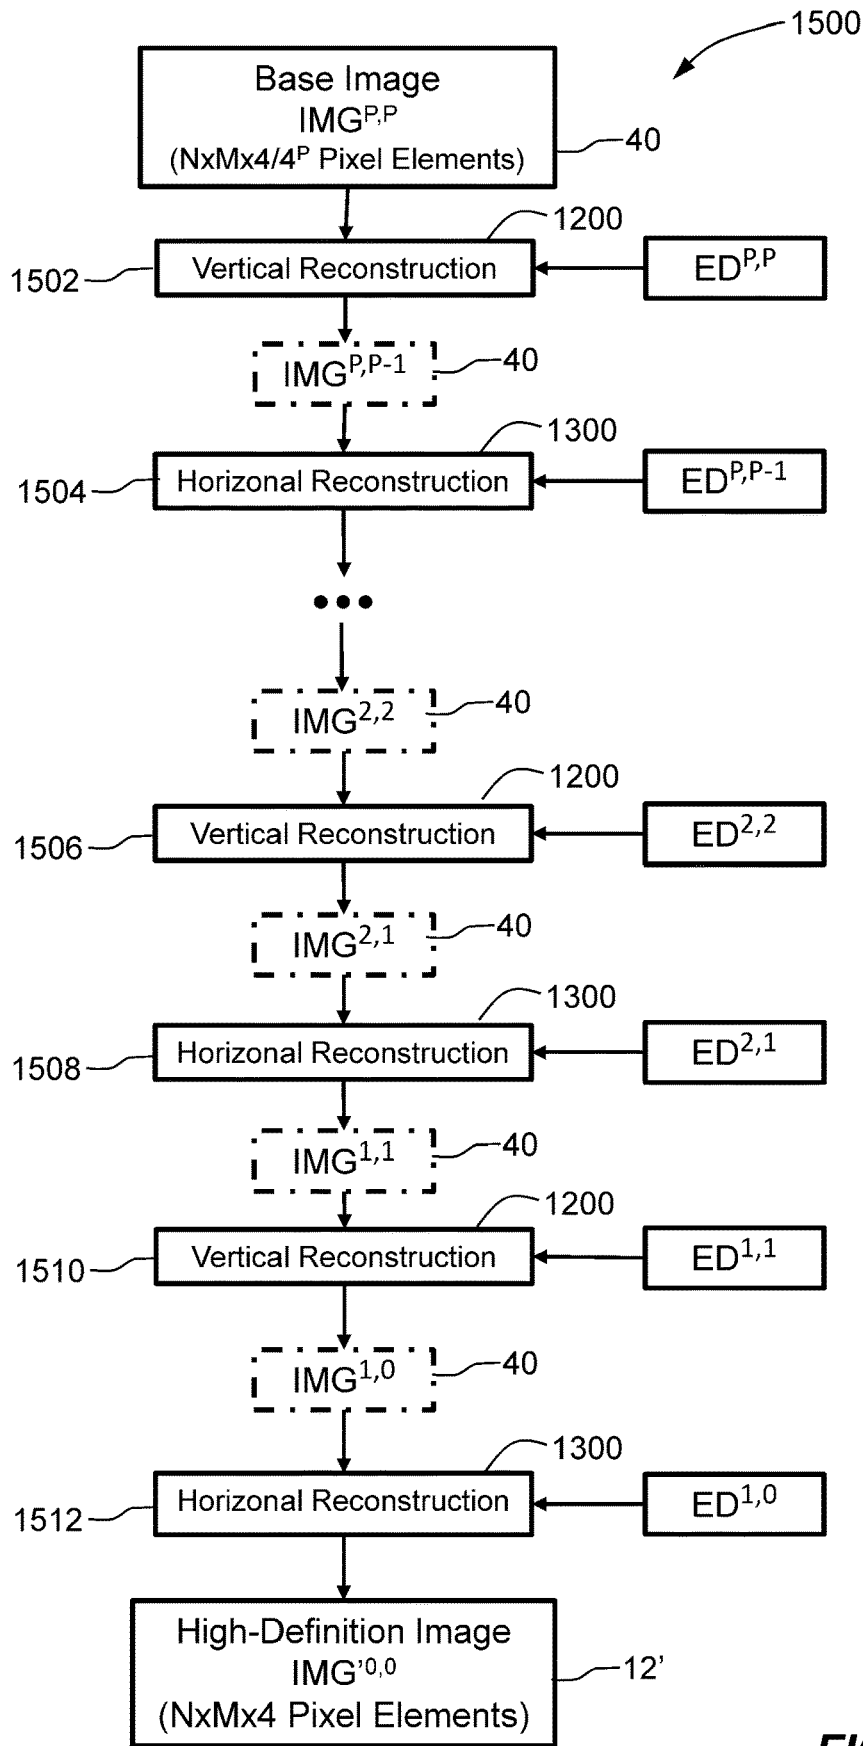 1500
Base Image
IMG^P,P
(NxMx4/4^P Pixel Elements)
40
1200
1502
Vertical Reconstruction
ED^P,P
IMG^P,P-1
40
1300
1504
Horizonal Reconstruction
ED^P,P-1
•••
IMG^2,2
40
1200
1506
Vertical Reconstruction
ED^2,2
IMG^2,1
40
1300
1508
Horizonal Reconstruction
ED^2,1
IMG^1,1
40
1200
1510
Vertical Reconstruction
ED^1,1
IMG^1,0
40
1300
1512
Horizonal Reconstruction
ED^1,0
High-Definition Image
IMG'^0,0
(NxMx4 Pixel Elements)
12'